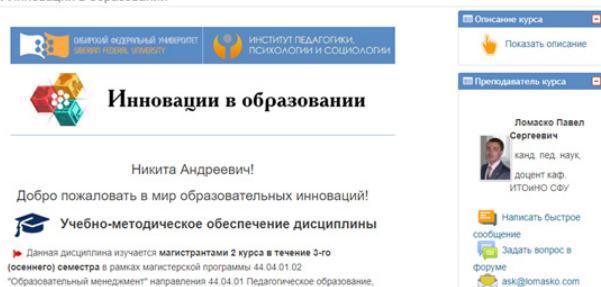 СИБИРСКИЙ ФЕДЕРАЛЬНЫЙ УНИВЕРСИТЕТ
SIBERIAN FEDERAL UNIVERSITY
ИНСТИТУТ ПЕДАГОГИКИ,
ПСИХОЛОГИИ И СОЦИОЛОГИИ
Инновации в образовании
Никита Андреевич!
Добро пожаловать в мир образовательных инноваций!
Учебно-методическое обеспечение дисциплины
Данная дисциплина изучается магистрантами 2 курса в течение 3-го
(осеннего) семестра в рамках магистерской программы 44.04.01.02
"Образовательный менеджмент" направления 44.04.01 Педагогическое образование,
Описание курса
Показать описание
Преподаватель курса
Ломаско Павел
Сергеевич
канд. пед. наук,
доцент каф.
ИТОиНО СФУ
Написать быстрое
сообщение
Задать вопрос в
форуме
ask@lomasko.com